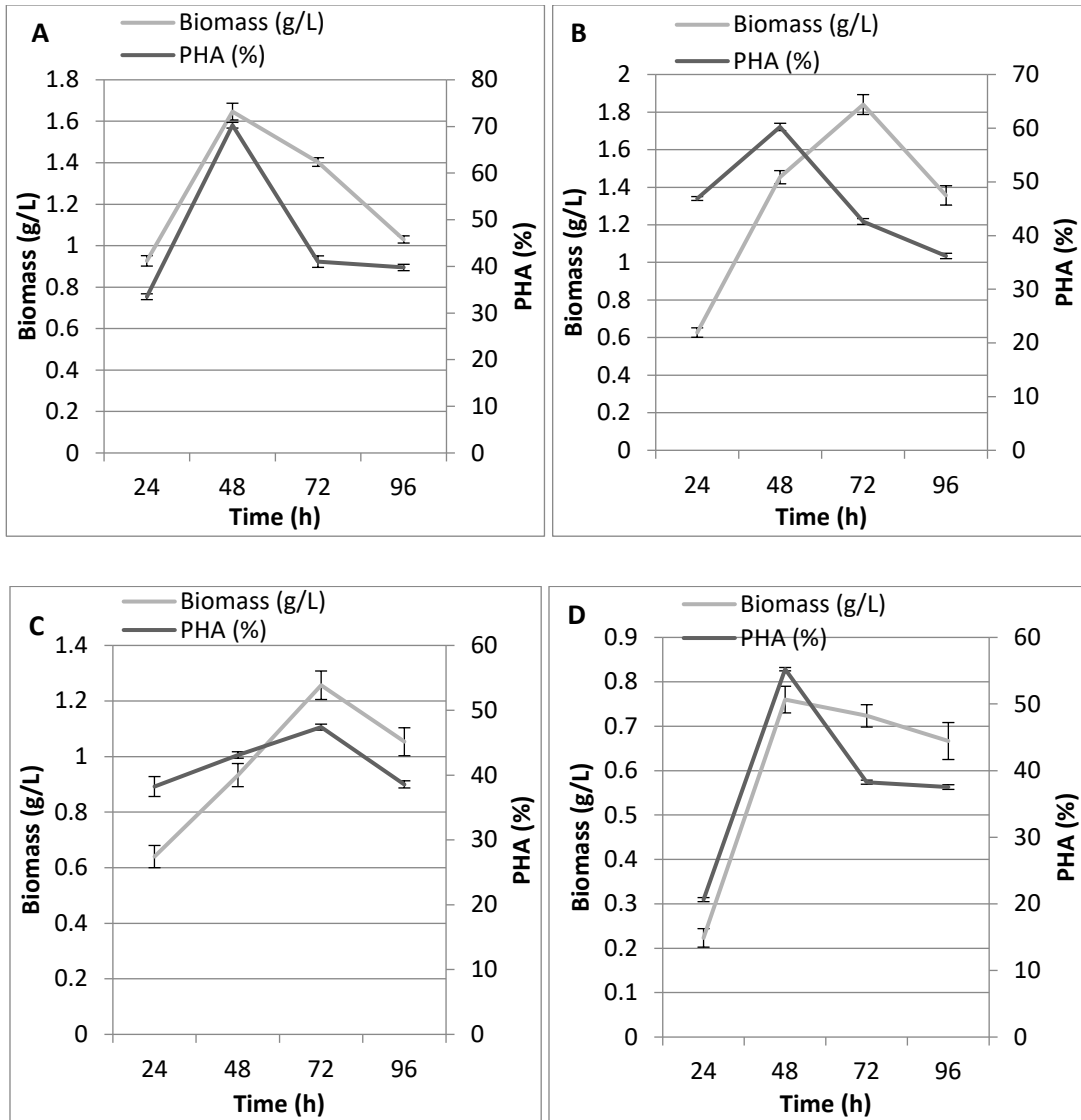 A
Biomass (g/L)
PHA (%)
1.8
1.6
1.4
1.2
1
0.8
0.6
0.4
0.2
0
80
70
60
50
40
30
20
10
0
Biomass (g/L)
PHA (%)
24 48 72 96
Time (h)
B
Biomass (g/L)
PHA (%)
2
1.8
1.6
1.4
1.2
1
0.8
0.6
0.4
0.2
0
70
60
50
40
30
20
10
0
Biomass (g/L)
PHA (%)
24 48 72 96
Time (h)
C
Biomass (g/L)
PHA (%)
1.4
1.2
1
0.8
0.6
0.4
0.2
0
60
50
40
30
20
10
0
Biomass (g/L)
PHA (%)
24 48 72 96
Time (h)
D
Biomass (g/L)
PHA (%)
0.9
0.8
0.7
0.6
0.5
0.4
0.3
0.2
0.1
0
60
50
40
30
20
10
0
Biomass (g/L)
PHA (%)
24 48 72 96
Time (h)